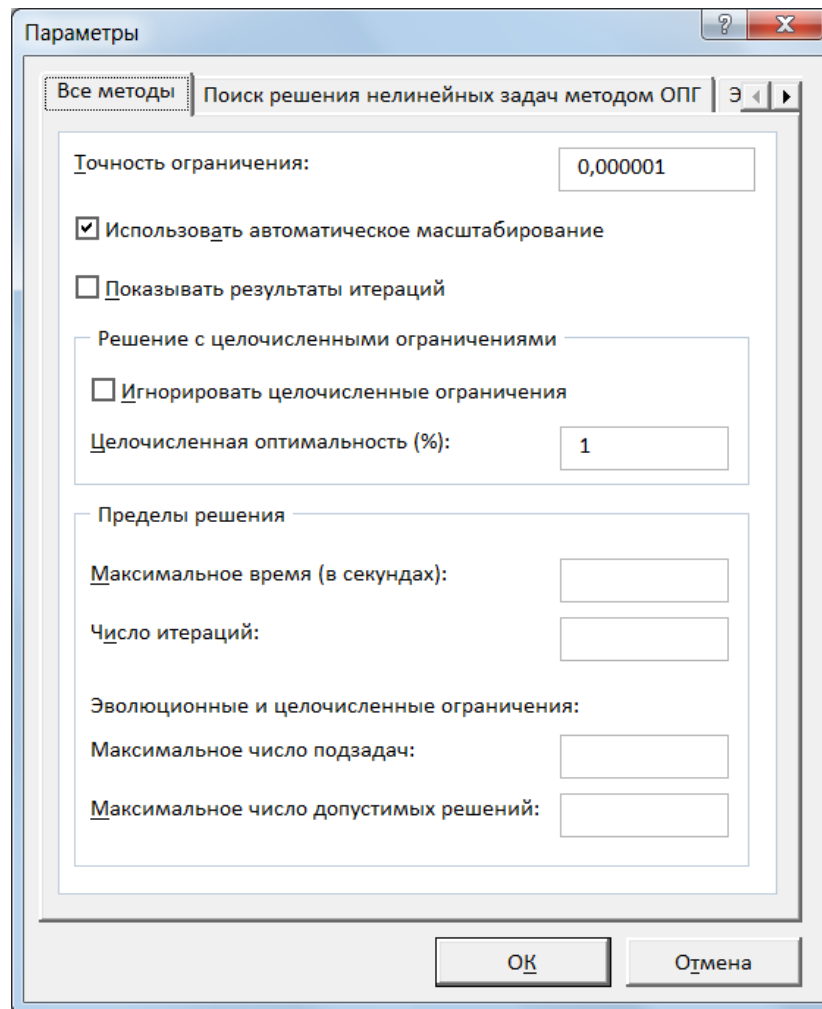 Параметры
Все методы
Поиск решения нелинейных задач методом ОПГ
Э
Точность ограничения:
0,000001
Использовать автоматическое масштабирование
Показывать результаты итераций
Решение с целочисленными ограничениями
Игнорировать целочисленные ограничения
Целочисленная оптимальность (%):
1
Пределы решения
Максимальное время (в секундах):
Число итераций:
Эволюционные и целочисленные ограничения:
Максимальное число подзадач:
Максимальное число допустимых решений:
ОК
Отмена